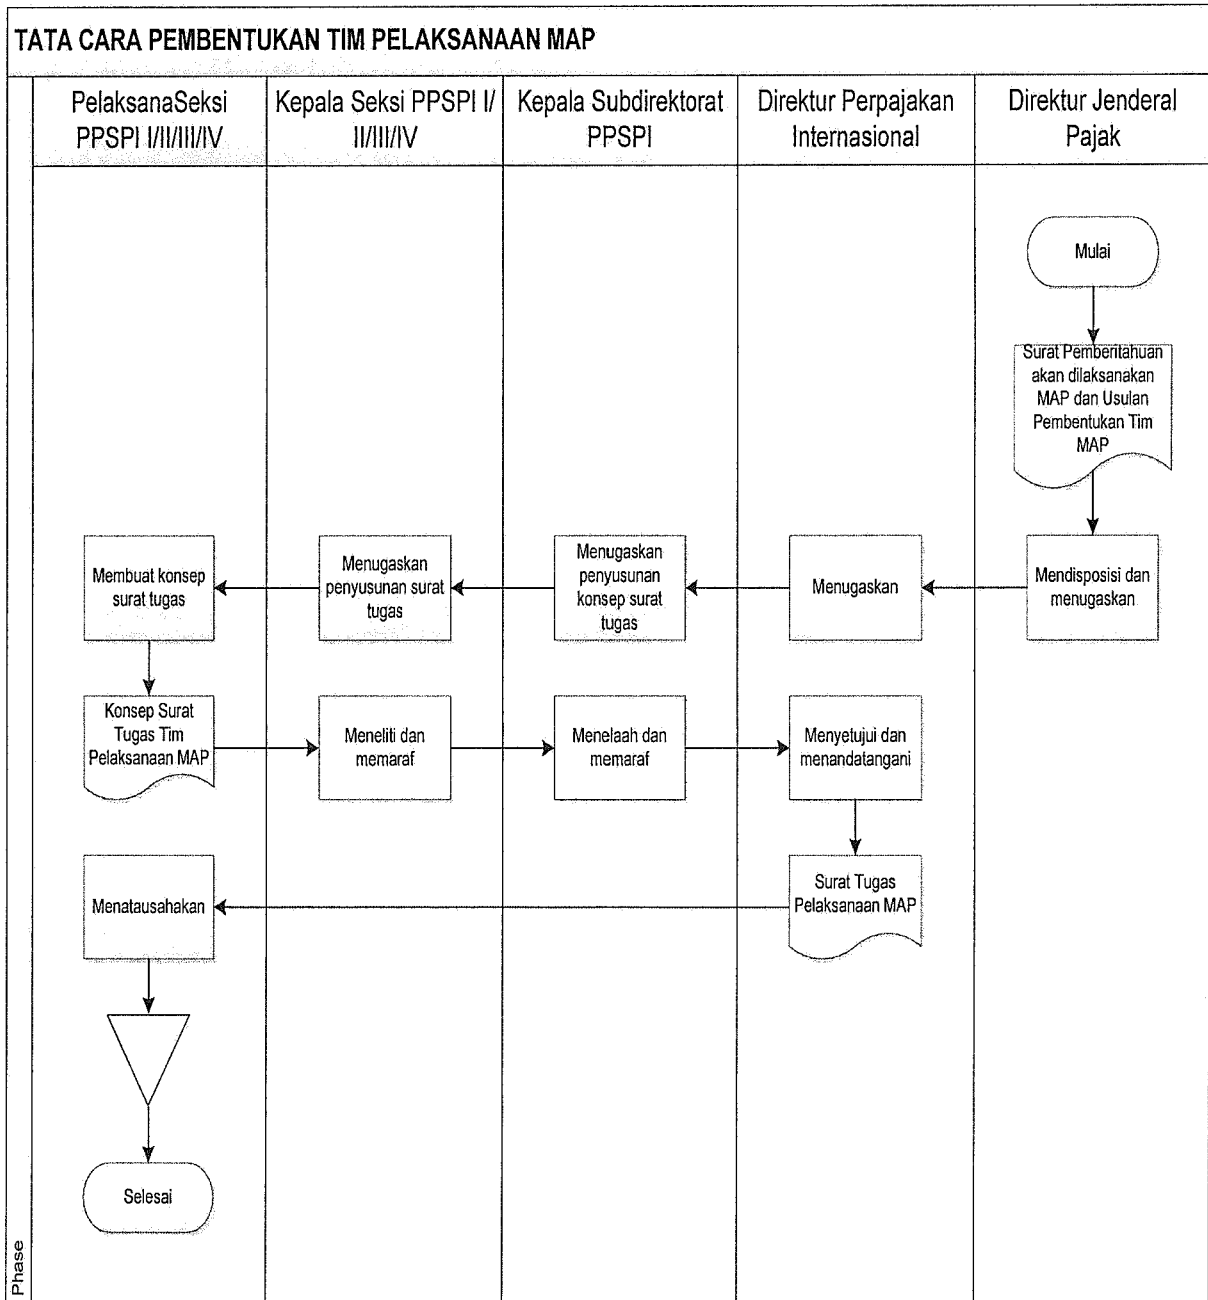 TATA CARA PEMBENTUKAN TIM PELAKSANAAN MAP
PelaksanaSeksi
PPSPI I/II/III/IV
Kepala Seksi PPSPI I/
II/III/IV
Kepala Subdirektorat
PPSPI
Direktur Perpajakan
Internasional
Direktur Jenderal
Pajak
Mulai
Surat Pemberitahuan
akan dilaksanakan
MAP dan Usulan
Pembentukan Tim
MAP
Membuat konsep
surat tugas
Menugaskan
penyusunan surat
tugas
Menugaskan
penyusunan
konsep surat
tugas
Menugaskan
Mendisposisi dan
menugaskan
Konsep Surat
Tugas Tim
Pelaksanaan MAP
Meneliti dan
memaraf
Menelaah dan
memaraf
Menyetujui dan
menandatangani
Menatausahakan
Surat Tugas
Pelaksanaan MAP
Selesai
Phase